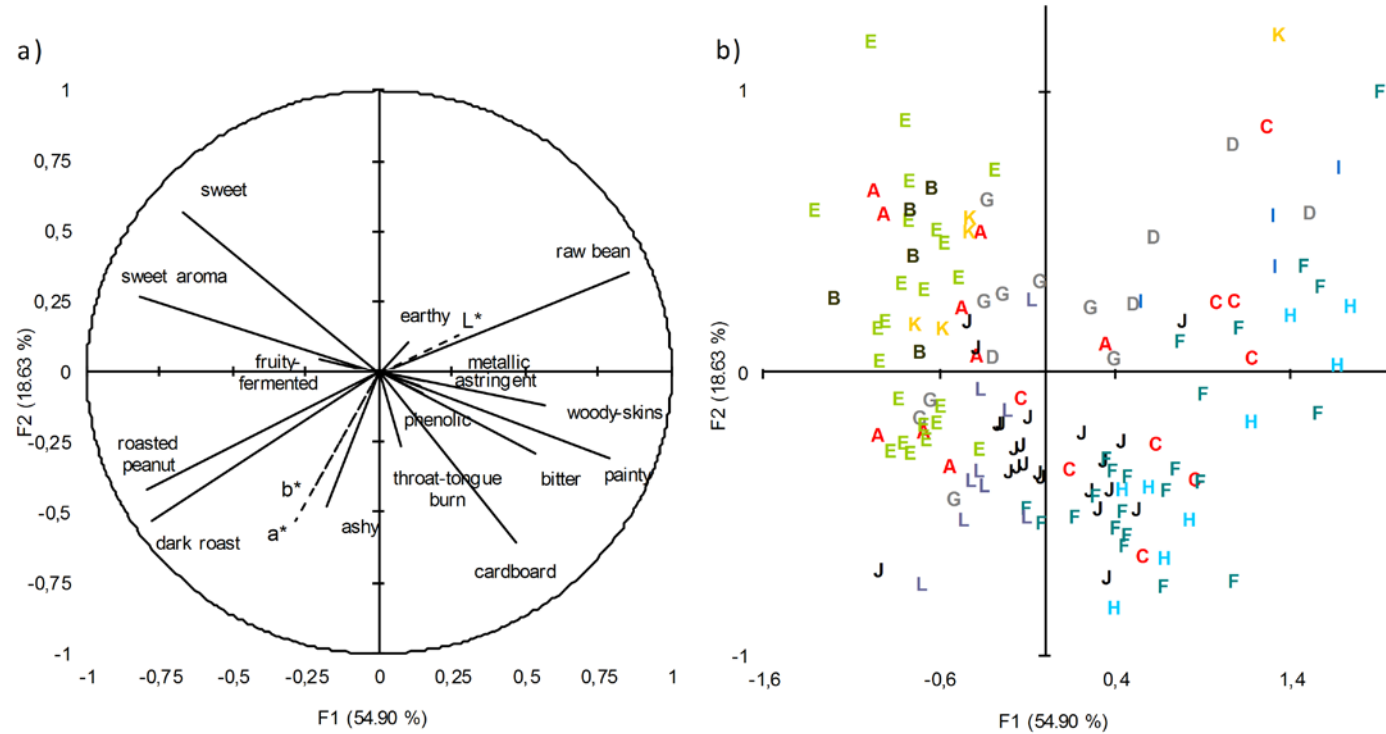 a)
1
0,75
0,5
0,25
0
-0,25
-0,5
-0,75
-1
F2 (18.63 %)
sweet
sweet aroma
raw bean
earthy
L*
fruity-
fermented
metallic
astringent
woody-skins
phenolic
roasted
peanut
throat-tongue
burn
bitter
painty
b*
a*
ashy
dark roast
cardboard
-1
-0,75
-0,5
-0,25
0
0,25
0,5
0,75
1
F1 (54.90 %)
b)
1
0
-1
F2 (18.63 %)
E
K
F
E
C
D
E
I
E
A
B
G
A
B
E
E
K
K
A
E
E
I
D
D
B
E
E
E
B
G
G
G
L
A
I
I
F
F
G
D
C
C
H
H
J
J
K
K
E
E
F
F
J
E
B
A
D
A
G
C
H
L
F
F
E
G
G
E
E
L
C
J
J
H
A
A
E
E
E
E
E
E
J
J
J
J
J
J
J
A
G
L
L
L
L
J
J
C
C
C
F
F
F
F
F
F
J
J
J
J
H
H
H
F
F
F
F
F
F
F
F
C
H
J
L
J
F
F
H
-1,6
-0,6
0,4
1,4
F1 (54.90 %)